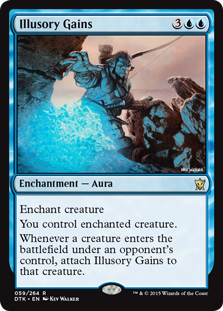 Illusory Gains 3
Enchantment — Aura
Enchant creature
You control enchanted creature.
Whenever a creature enters the
battlefield under an opponent's
control, attach Illusory Gains to
that creature.
059/264 R
DTK • EN Kev Walker
™ & © 2015 Wizards of the Coast